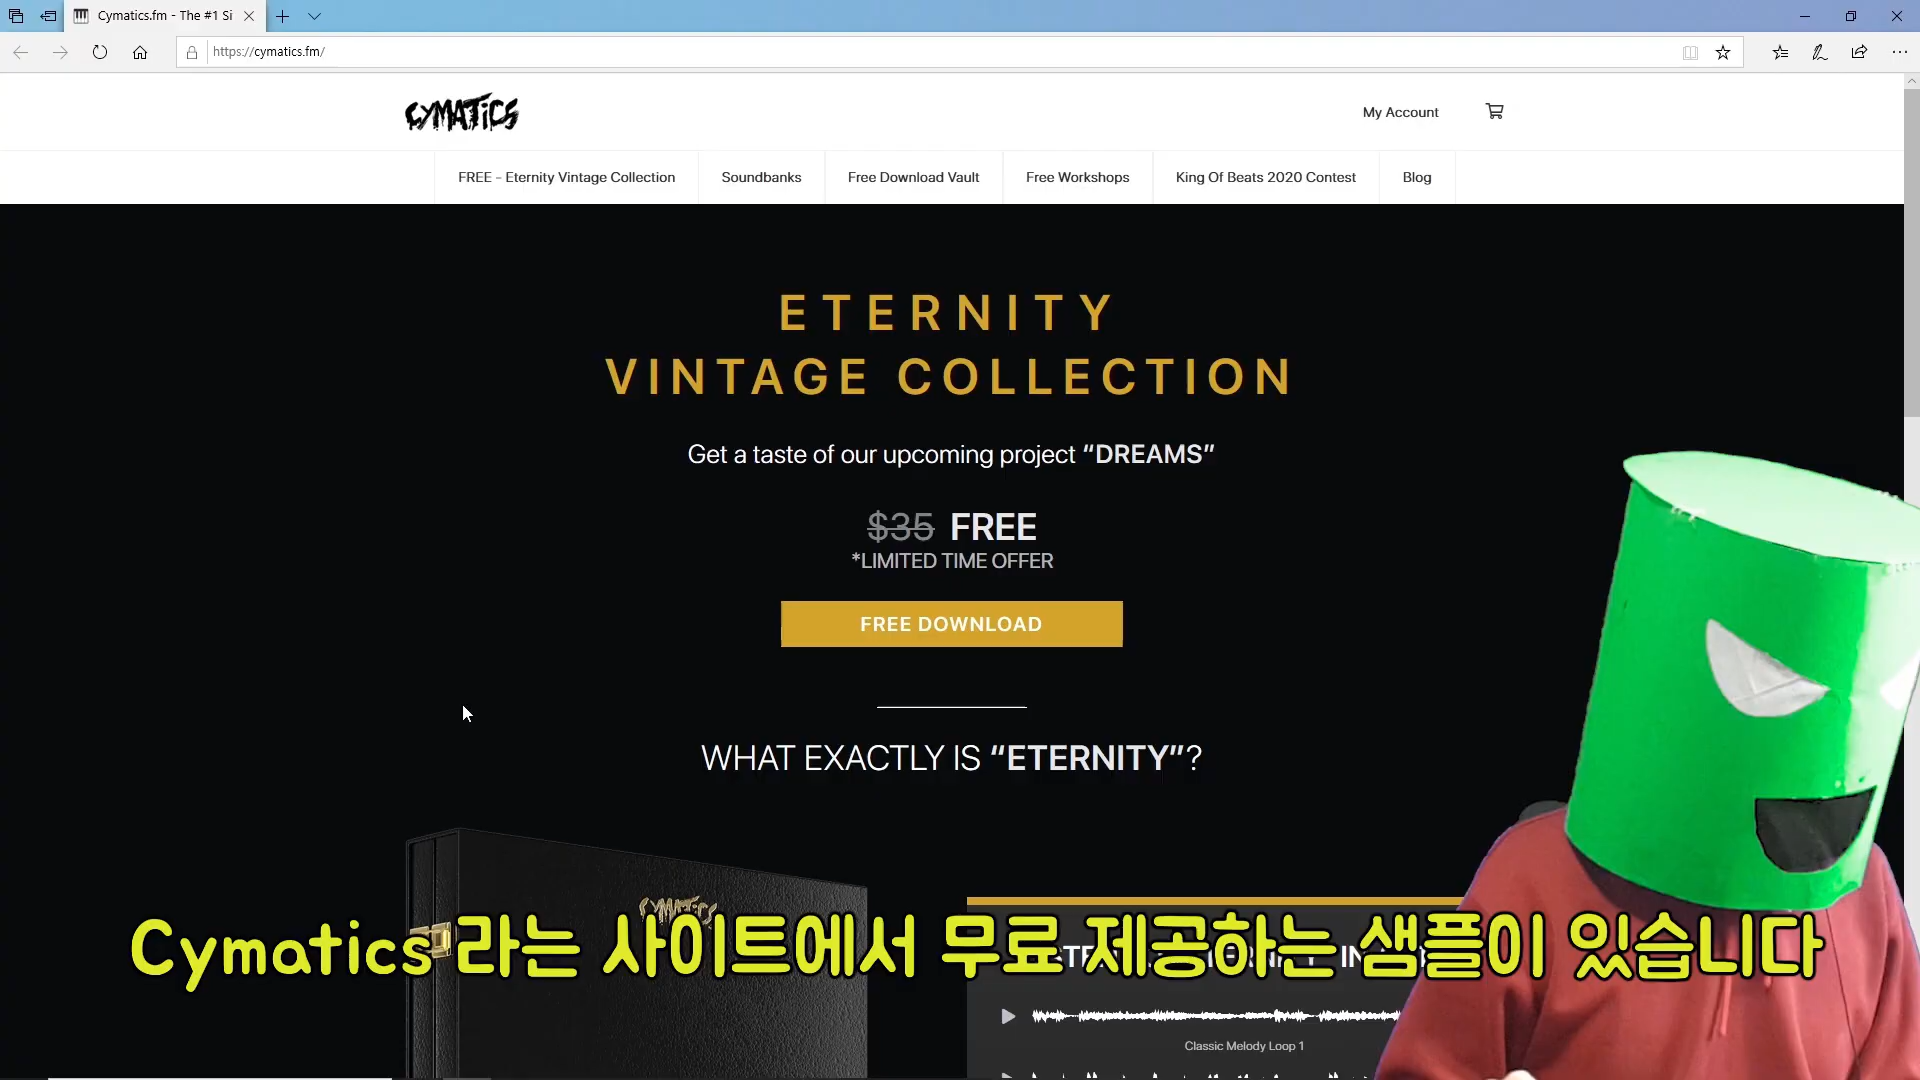 Cymatics.fm - The #1 Si
https://cymatics.fm/
CYMATICS
My Account
FREE - Eternity Vintage Collection
Soundbanks
Free Download Vault
Free Workshops
King Of Beats 2020 Contest
Blog
ETERNITY
VINTAGE COLLECTION
Get a taste of our upcoming project “DREAMS”
$35 FREE
*LIMITED TIME OFFER
FREE DOWNLOAD
WHAT EXACTLY IS “ETERNITY”?
CYMATICS
Cymatics 라는 사이트에서 무료 제공하는 샘플이 있습니다
Classic Melody Loop 1